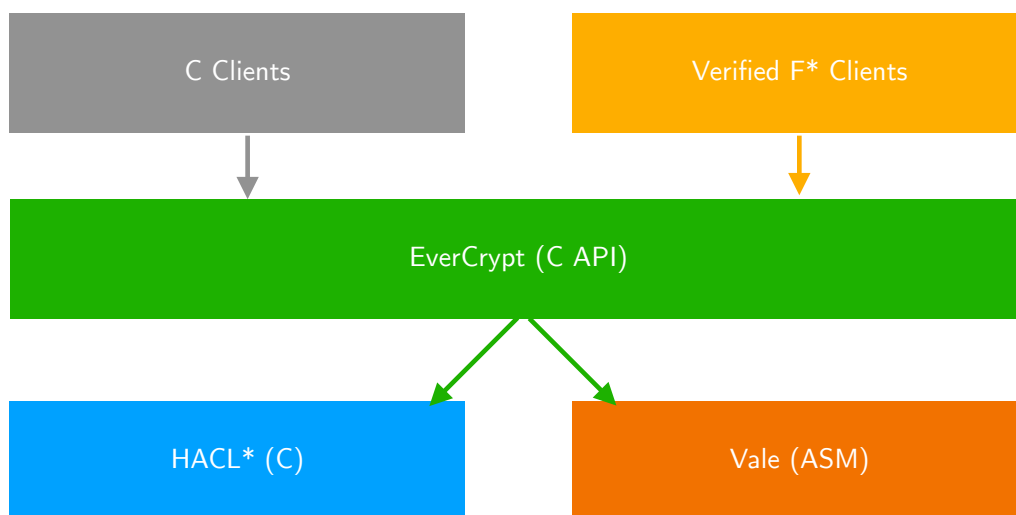 C Clients
Verified F* Clients
EverCrypt (C API)
HACL* (C)
Vale (ASM)